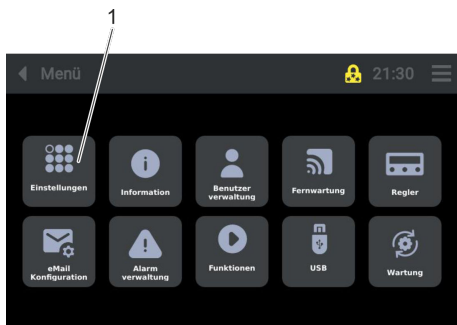 1
Menü 21:30
Einstellungen
Information
Benutzer
verwaltung
Fernwartung
Regler
eMail
Konfiguration
Alarm
verwaltung
Funktionen
USB
Wartung